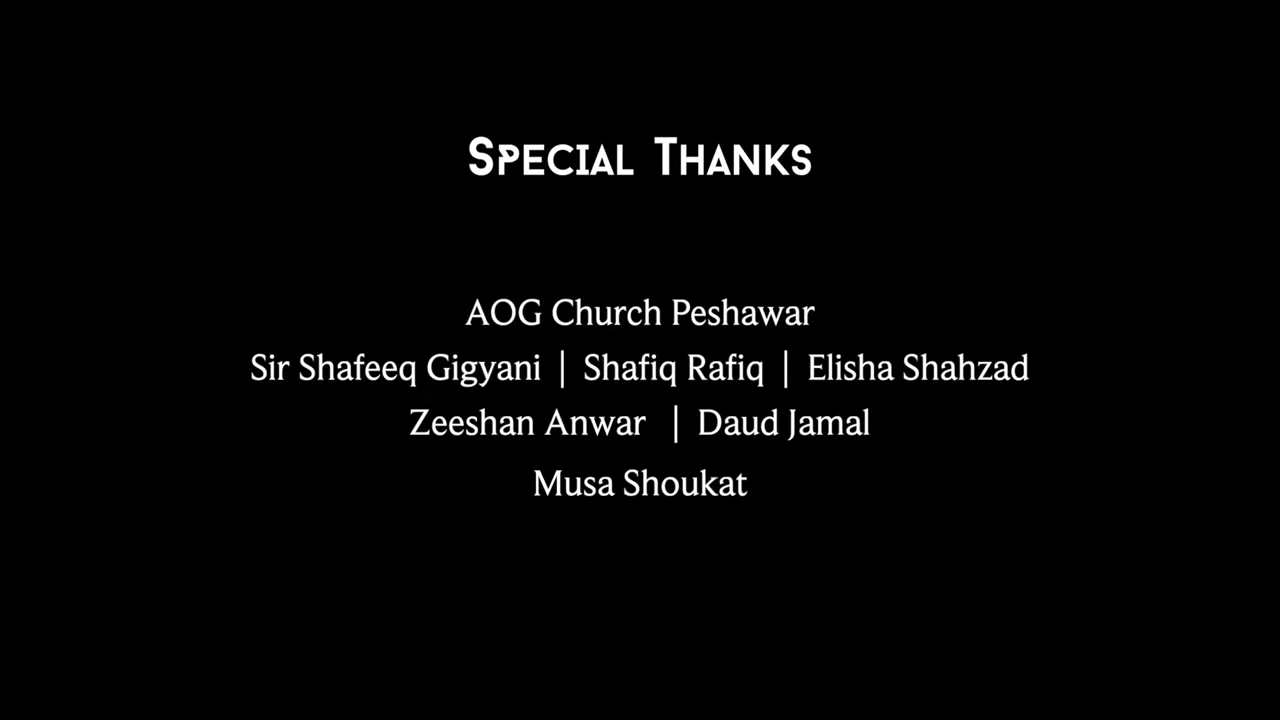 Special Thanks
AOG Church Peshawar
Sir Shafeeq Gigyani | Shafiq Rafiq | Elisha Shahzad
Zeeshan Anwar | Daud Jamal
Musa Shoukat